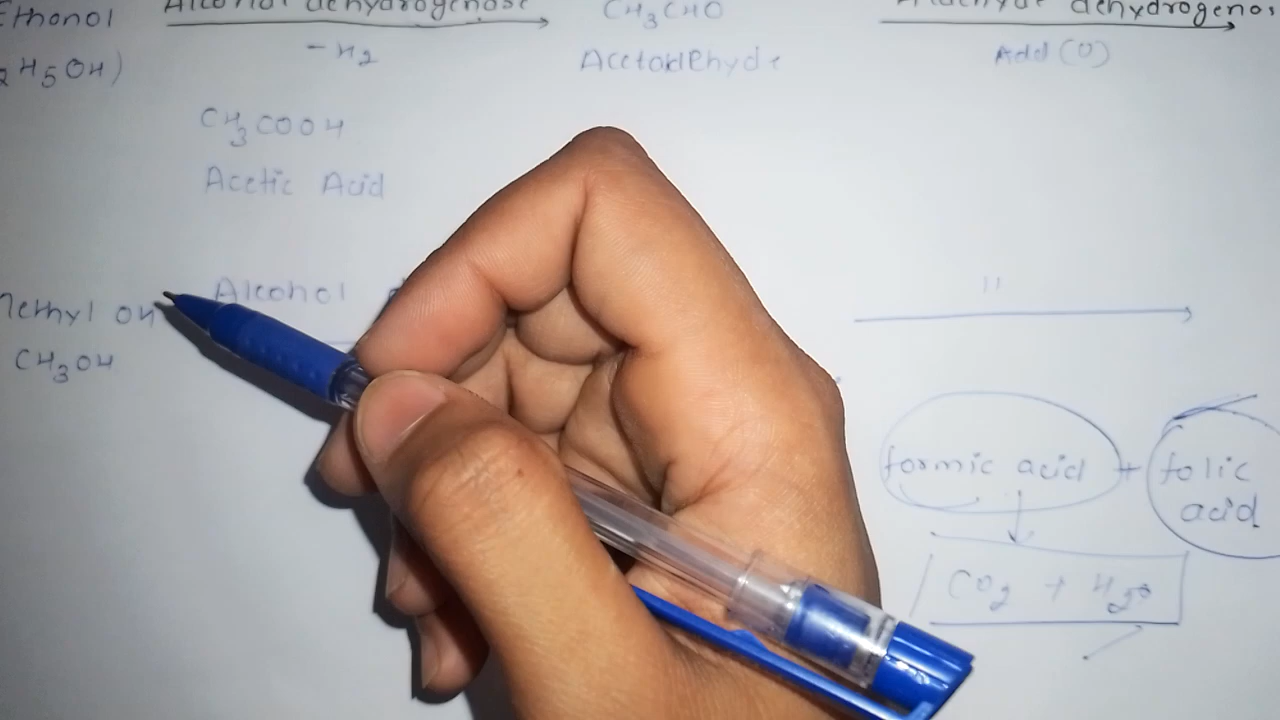 Ethonol Alcohol dehydrogenase CH3CHO dehydrogenas
2H5OH) -H2 Acetaldehyde Add (O)
CH3COOH
Acetic Acid
Methyl OH Alcohol "
CH3OH
formic acid + folic
acid
CO2 + H2O